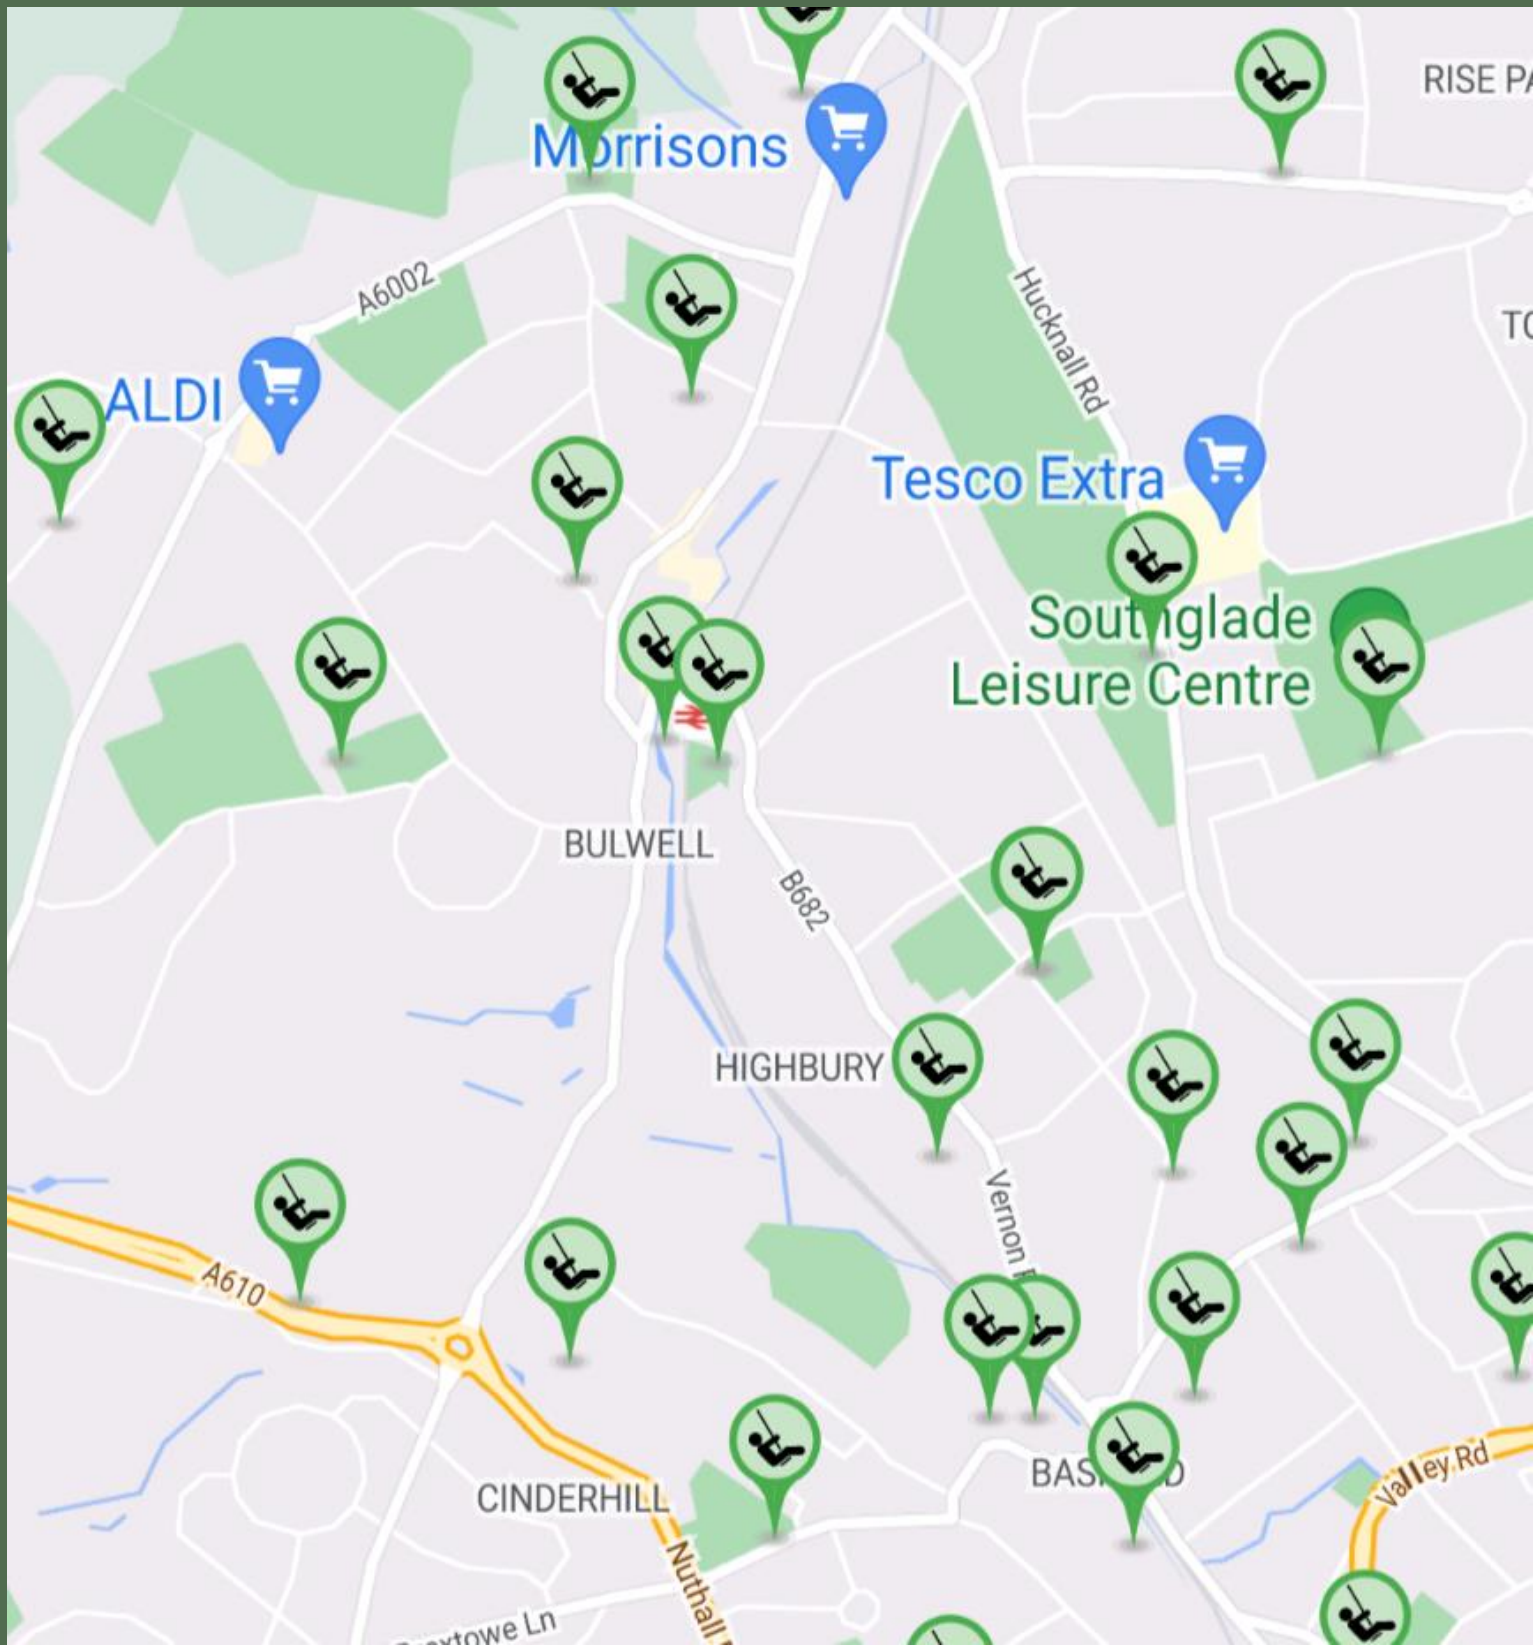 RISE PA
Morrisons
A6002
Hucknall Rd
TO
ALDI
Tesco Extra
Southglade
Leisure Centre
BULWELL
B682
HIGHBURY
Vernon
A610
CINDERHILL
Valley Rd
Nuthall